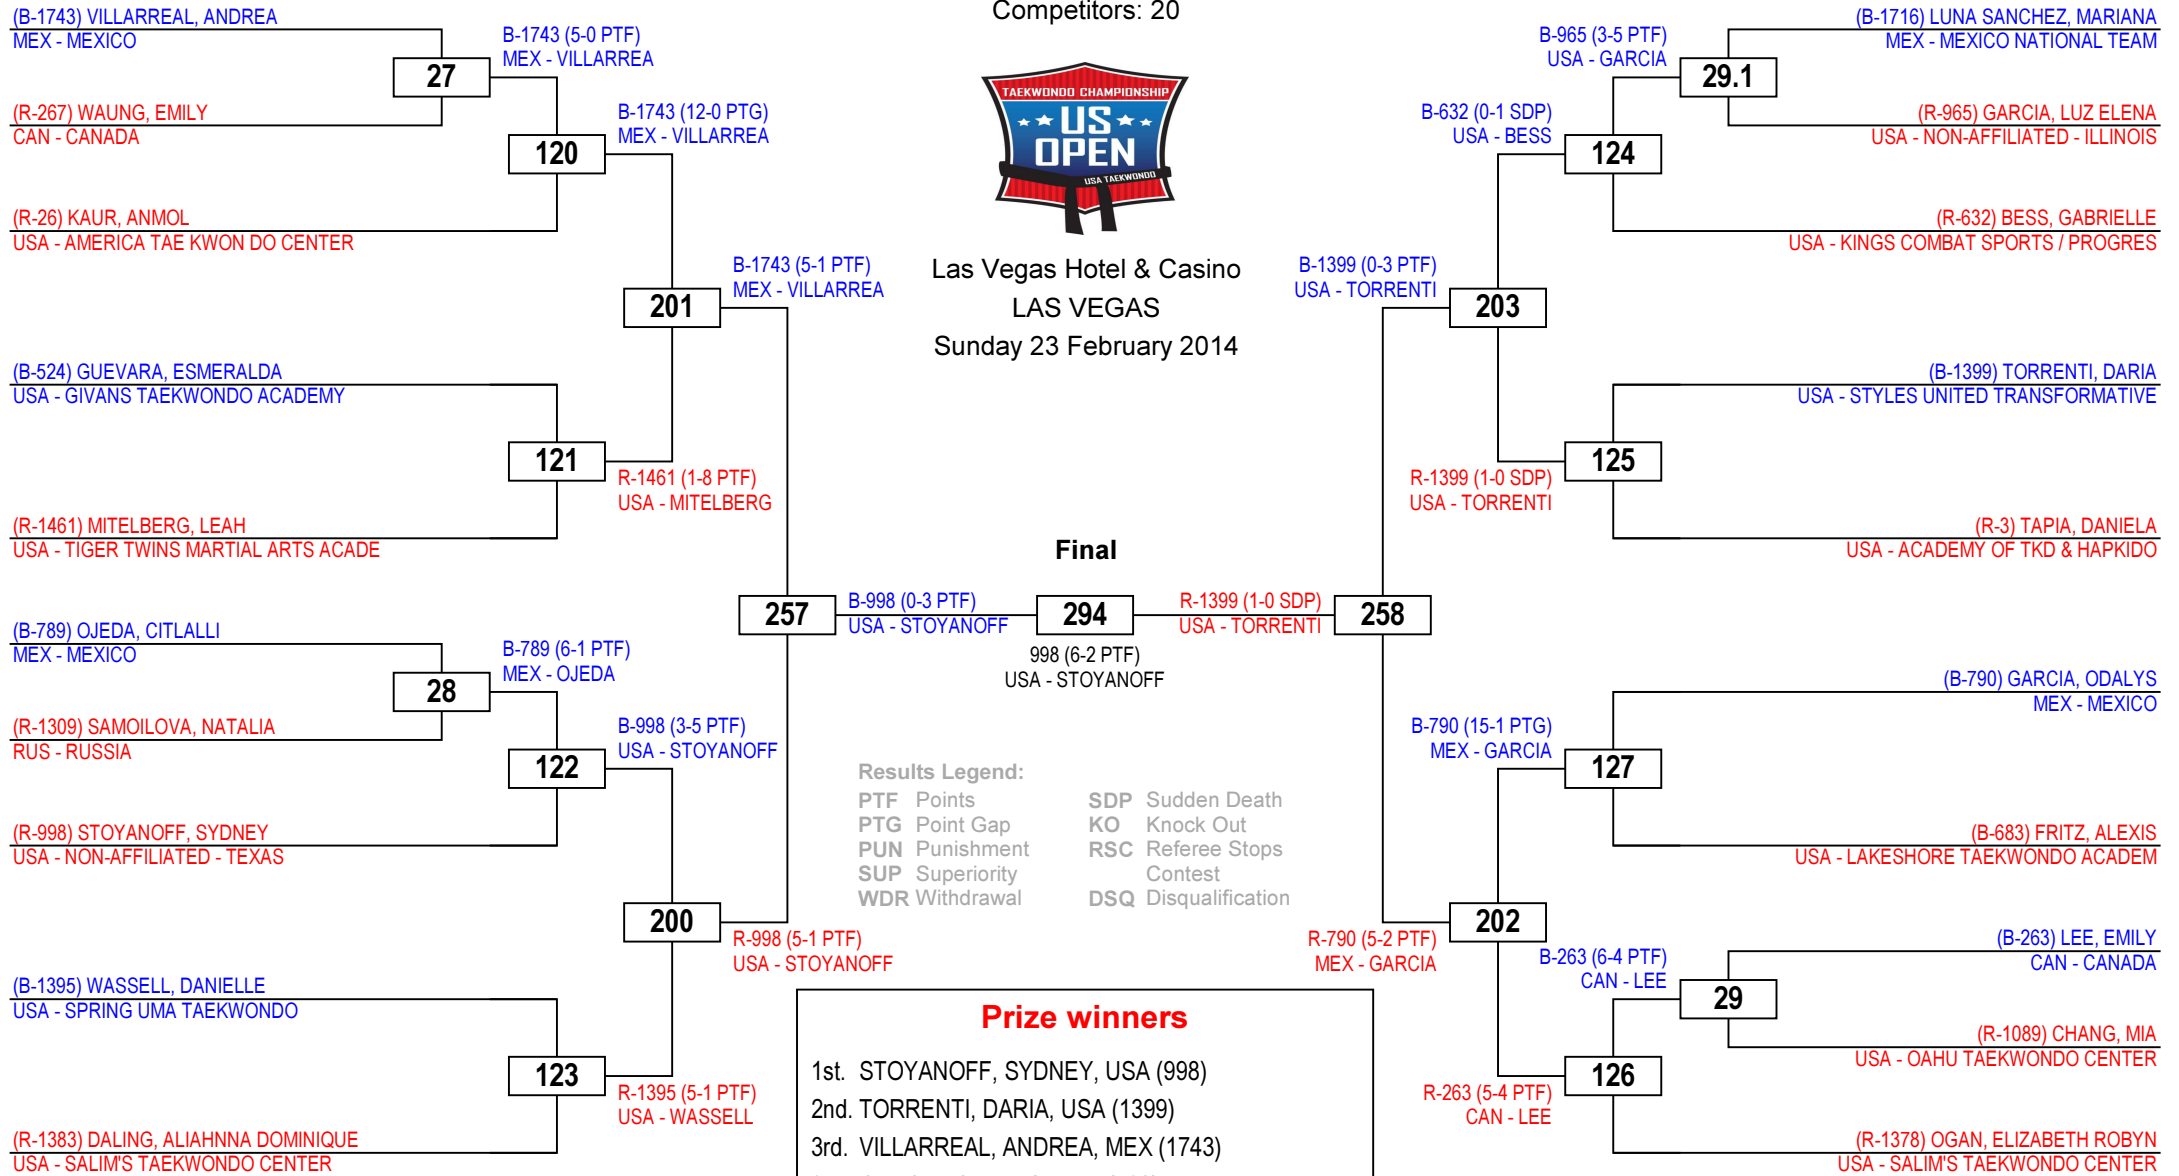 Competitors: 20
TAEKWONDO CHAMPIONSHIP
US
OPEN
USA TAEKWONDO
Las Vegas Hotel & Casino
LAS VEGAS
Sunday 23 February 2014
(B-1743) VILLARREAL, ANDREA
MEX - MEXICO
27
(R-267) WAUNG, EMILY
CAN - CANADA
B-1743 (5-0 PTF)
MEX - VILLARREA
120
(R-26) KAUR, ANMOL
USA - AMERICA TAE KWON DO CENTER
B-1743 (12-0 PTG)
MEX - VILLARREA
201
B-1743 (5-1 PTF)
MEX - VILLARREA
(B-524) GUEVARA, ESMERALDA
USA - GIVANS TAEKWONDO ACADEMY
121
R-1461 (1-8 PTF)
USA - MITELBERG
(R-1461) MITELBERG, LEAH
USA - TIGER TWINS MARTIAL ARTS ACADE
257
B-998 (0-3 PTF)
USA - STOYANOFF
(B-789) OJEDA, CITLALLI
MEX - MEXICO
28
(R-1309) SAMOILOVA, NATALIA
RUS - RUSSIA
B-789 (6-1 PTF)
MEX - OJEDA
122
B-998 (3-5 PTF)
USA - STOYANOFF
(R-998) STOYANOFF, SYDNEY
USA - NON-AFFILIATED - TEXAS
200
R-998 (5-1 PTF)
USA - STOYANOFF
(B-1395) WASSELL, DANIELLE
USA - SPRING UMA TAEKWONDO
123
R-1395 (5-1 PTF)
USA - WASSELL
(R-1383) DALING, ALIAHNNA DOMINIQUE
USA - SALIM'S TAEKWONDO CENTER
Final
294
998 (6-2 PTF)
USA - STOYANOFF
R-1399 (1-0 SDP)
USA - TORRENTI
258
(B-1716) LUNA SANCHEZ, MARIANA
MEX - MEXICO NATIONAL TEAM
29.1
(R-965) GARCIA, LUZ ELENA
USA - NON-AFFILIATED - ILLINOIS
B-965 (3-5 PTF)
USA - GARCIA
124
B-632 (0-1 SDP)
USA - BESS
(R-632) BESS, GABRIELLE
USA - KINGS COMBAT SPORTS / PROGRES
203
B-1399 (0-3 PTF)
USA - TORRENTI
(B-1399) TORRENTI, DARIA
USA - STYLES UNITED TRANSFORMATIVE
125
R-1399 (1-0 SDP)
USA - TORRENTI
(R-3) TAPIA, DANIELA
USA - ACADEMY OF TKD & HAPKIDO
(B-790) GARCIA, ODALYS
MEX - MEXICO
127
B-790 (15-1 PTG)
MEX - GARCIA
(B-683) FRITZ, ALEXIS
USA - LAKESHORE TAEKWONDO ACADEM
202
R-790 (5-2 PTF)
MEX - GARCIA
(B-263) LEE, EMILY
CAN - CANADA
29
(R-1089) CHANG, MIA
USA - OAHU TAEKWONDO CENTER
B-263 (6-4 PTF)
CAN - LEE
126
R-263 (5-4 PTF)
CAN - LEE
(R-1378) OGAN, ELIZABETH ROBYN
USA - SALIM'S TAEKWONDO CENTER
Results Legend:
PTF Points SDP Sudden Death
PTG Point Gap KO Knock Out
PUN Punishment RSC Referee Stops
SUP Superiority Contest
WDR Withdrawal DSQ Disqualification
Prize winners
1st. STOYANOFF, SYDNEY, USA (998)
2nd. TORRENTI, DARIA, USA (1399)
3rd. VILLARREAL, ANDREA, MEX (1743)